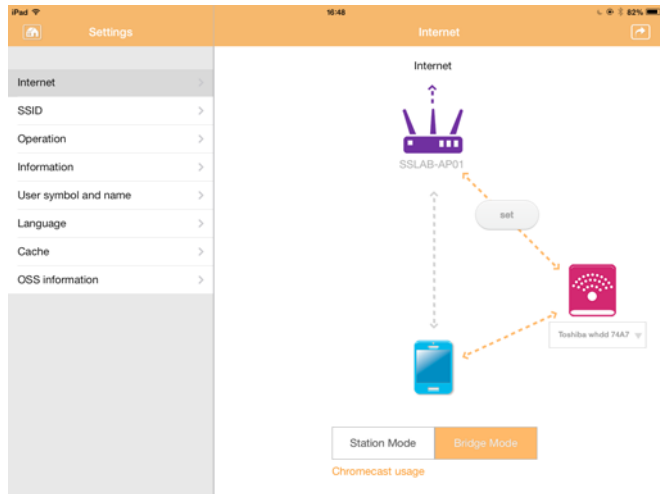 iPad 16:48 82%
Settings
Internet
Internet
SSID
Operation
Information
User symbol and name
Language
Cache
OSS information
Internet
SSLAB-AP01
set
Toshiba whdd 74A7
Station Mode
Bridge Mode
Chromecast usage